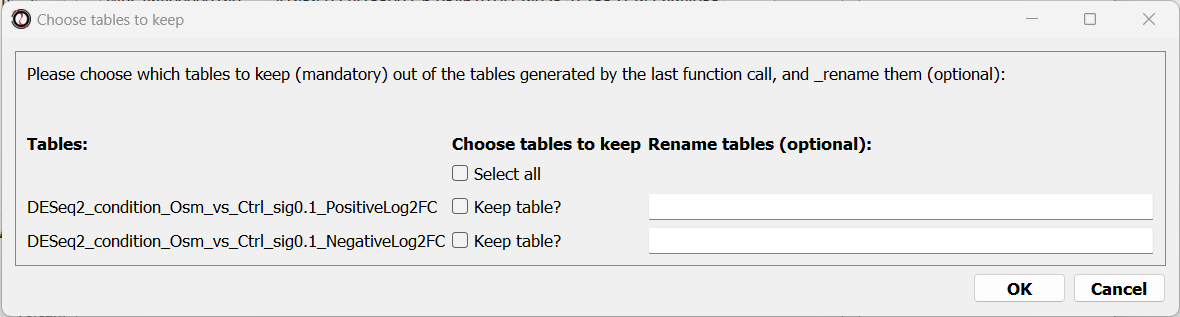 Choose tables to keep
Please choose which tables to keep (mandatory) out of the tables generated by the last function call, and _rename them (optional):
Tables: Choose tables to keep Rename tables (optional):
Select all
DESeq2_condition_Osm_vs_Ctrl_sig0.1_PositiveLog2FC Keep table?
DESeq2_condition_Osm_vs_Ctrl_sig0.1_NegativeLog2FC Keep table?
OK Cancel